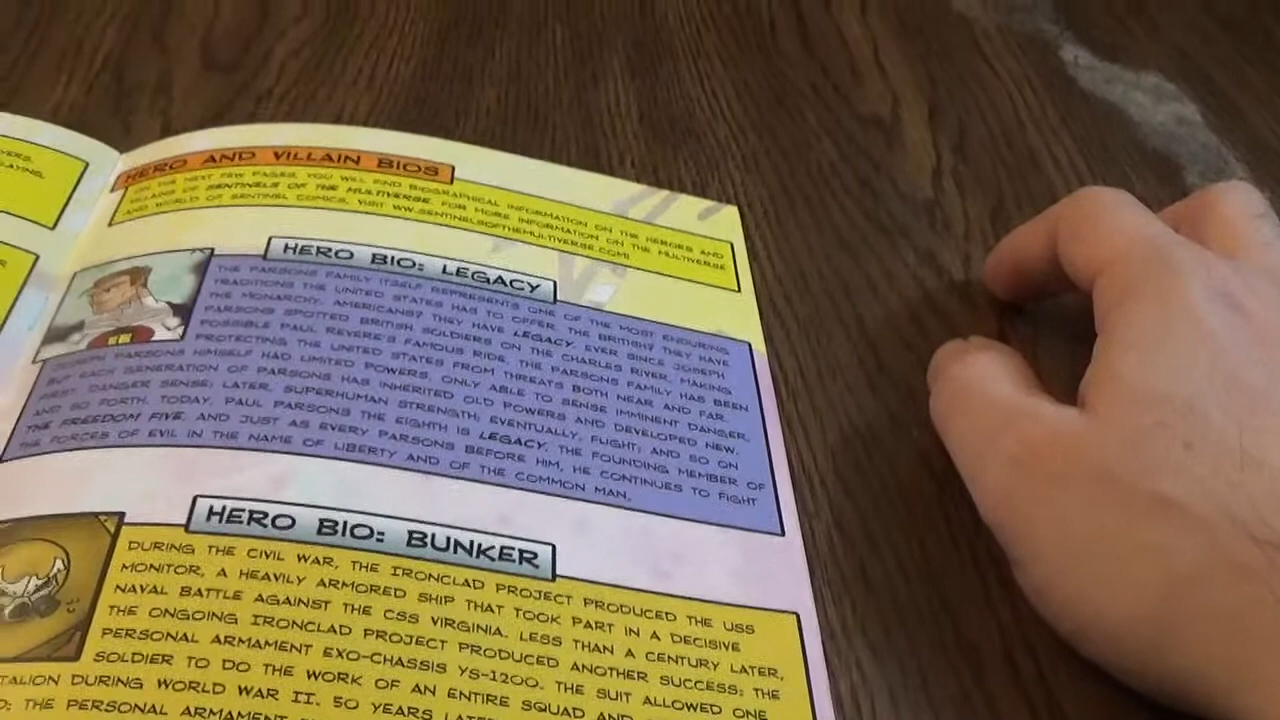 YERS.
LAYING,
HERO AND VILLAIN BIOS
ON THE NEXT FEW PAGES, YOU WILL FIND BIOGRAPHICAL INFORMATION ON THE HEROES AND
VILLAINS OF SENTINELS OF THE MULTIVERSE. FOR MORE INFORMATION ON THE MULTIVERSE
AND WORLD OF SENTINEL COMICS, VISIT WW.SENTINELSOFTHEMULTIVERSE.COM!
HERO BIO: LEGACY
THE PARSONS FAMILY ITSELF REPRESENTS ONE OF THE MOST ENDURING
TRADITIONS THE UNITED STATES HAS TO OFFER. THE BRITISH? THEY HAVE
THE MONARCHY. AMERICANS? THEY HAVE LEGACY. EVER SINCE JOSEPH
PARSONS SPOTTED BRITISH SOLDIERS ON THE CHARLES RIVER, MAKING
POSSIBLE PAUL REVERE'S FAMOUS RIDE, THE PARSONS FAMILY HAS BEEN
PROTECTING THE UNITED STATES FROM THREATS BOTH NEAR AND FAR.
JOSEPH PARSONS HIMSELF HAD LIMITED POWERS, ONLY ABLE TO SENSE IMMINENT DANGER,
BUT EACH GENERATION OF PARSONS HAS INHERITED OLD POWERS AND DEVELOPED NEW.
FIRST, DANGER SENSE; LATER, SUPERHUMAN STRENGTH; EVENTUALLY, FLIGHT; AND SO ON
AND SO FORTH. TODAY, PAUL PARSONS THE EIGHTH IS LEGACY, THE FOUNDING MEMBER OF
THE FREEDOM FIVE, AND JUST AS EVERY PARSONS BEFORE HIM, HE CONTINUES TO FIGHT
THE FORCES OF EVIL IN THE NAME OF LIBERTY AND OF THE COMMON MAN.
HERO BIO: BUNKER
DURING THE CIVIL WAR, THE IRONCLAD PROJECT PRODUCED THE USS
MONITOR, A HEAVILY ARMORED SHIP THAT TOOK PART IN A DECISIVE
NAVAL BATTLE AGAINST THE CSS VIRGINIA. LESS THAN A CENTURY LATER,
THE ONGOING IRONCLAD PROJECT PRODUCED ANOTHER SUCCESS: THE
PERSONAL ARMAMENT EXO-CHASSIS YS-1200. THE SUIT ALLOWED ONE
SOLDIER TO DO THE WORK OF AN ENTIRE SQUAD AND
TALION DURING WORLD WAR II. 50 YEARS LATE
THE PERSONAL ARMAMENT